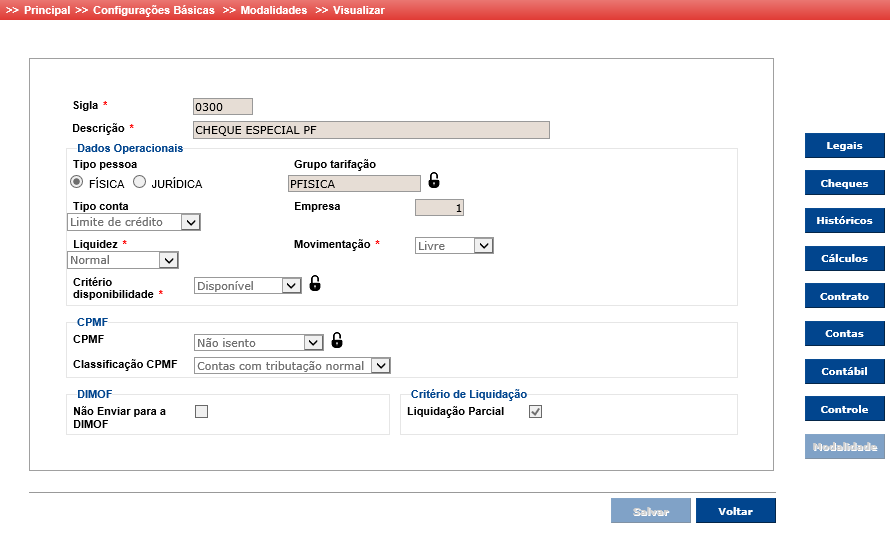 >> Principal >> Configurações Básicas >> Modalidades >> Visualizar
Sigla * 0300
Descrição * CHEQUE ESPECIAL PF
Dados Operacionais
Tipo pessoa Grupo tarifação
FÍSICA JURÍDICA PFISICA
Tipo conta Empresa 1
Limite de crédito
Liquidez * Movimentação * Livre
Normal
Critério
disponibilidade * Disponível
CPMF
CPMF Não isento
Classificação CPMF Contas com tributação normal
DIMOF
Não Enviar para a
DIMOF
Critério de Liquidação
Liquidação Parcial
Legais
Cheques
Históricos
Cálculos
Contrato
Contas
Contábil
Controle
Modalidade
Salvar Voltar